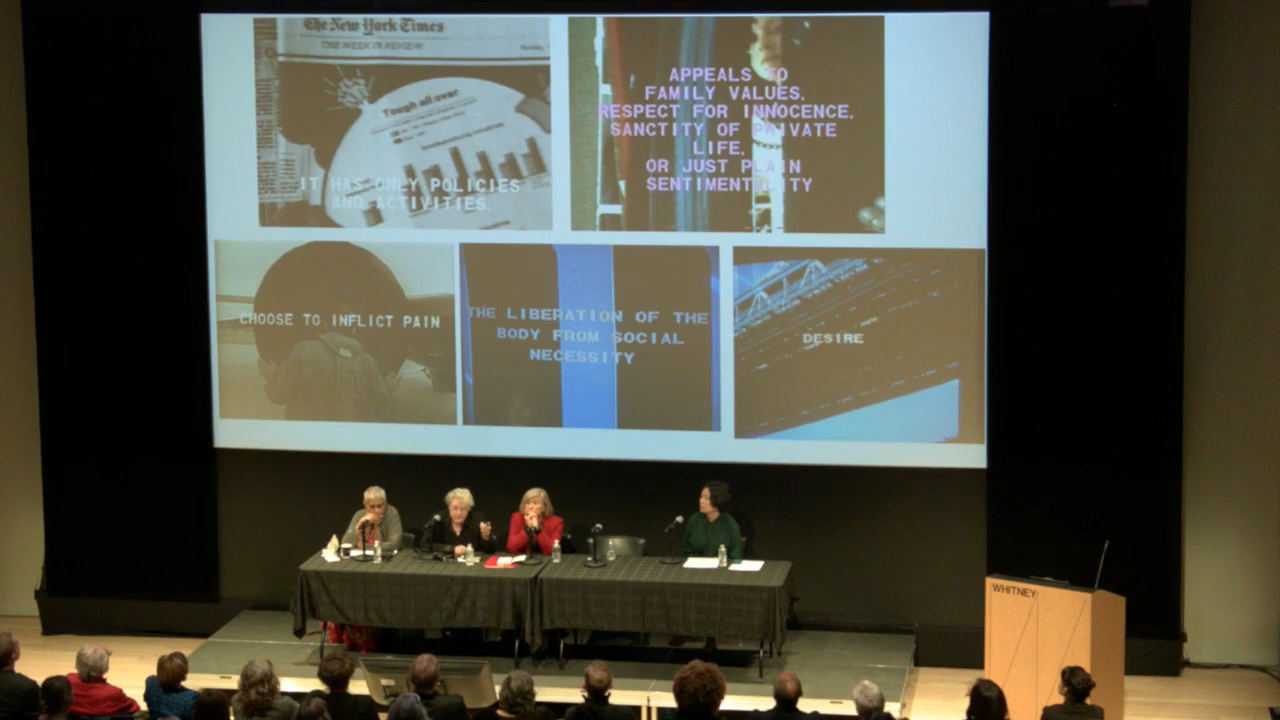 The New York Times
THE WEEK IN REVIEW
Tough all over
IT HAS ONLY POLICIES
AND ACTIVITIES.
APPEALS TO
FAMILY VALUES,
RESPECT FOR INNOCENCE,
SANCTITY OF PRIVATE
LIFE,
OR JUST PLAIN
SENTIMENTALITY
CHOOSE TO INFLICT PAIN
THE LIBERATION OF THE
BODY FROM SOCIAL
NECESSITY
DESIRE
WHITNEY